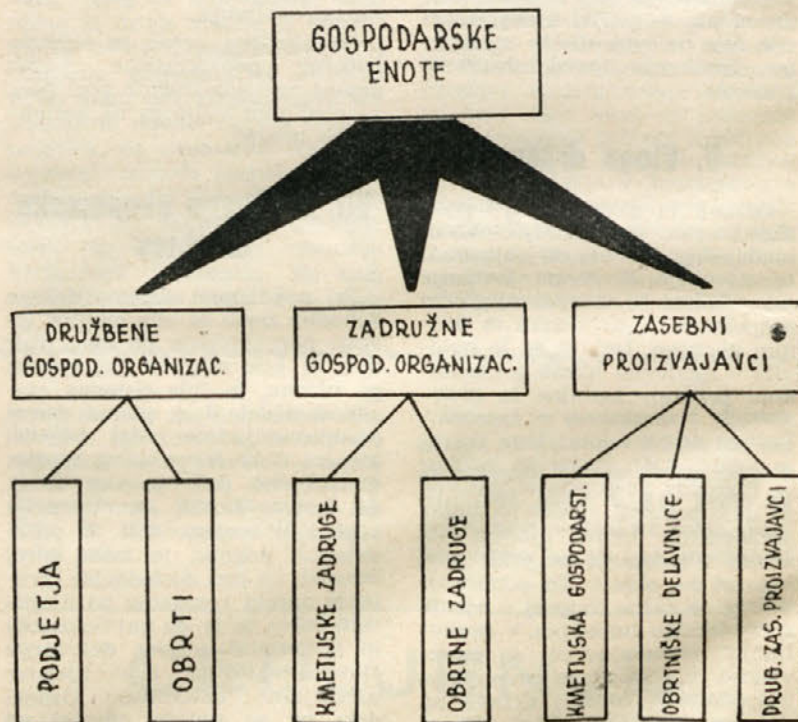 GOSPODARSKE
ENOTE
DRUŽBENE
GOSPOD. ORGANIZAC.
ZADRUŽNE
GOSPOD. ORGANIZAC.
ZASEBNI
PROIZVAJAVCI
PODJETJA
OBRTI
KMETIJSKE ZADRUGE
OBRTNE ZADRUGE
KMETIJSKA GOSPODARST.
OBRTNIŠKE DELAVNICE
DRUG. ZAS. PROIZVAJAVCI